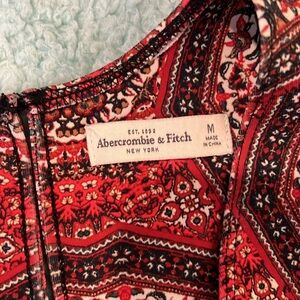 EST. 1892
Abercrombie & Fitch
NEW YORK
M
MADE
IN CHINA